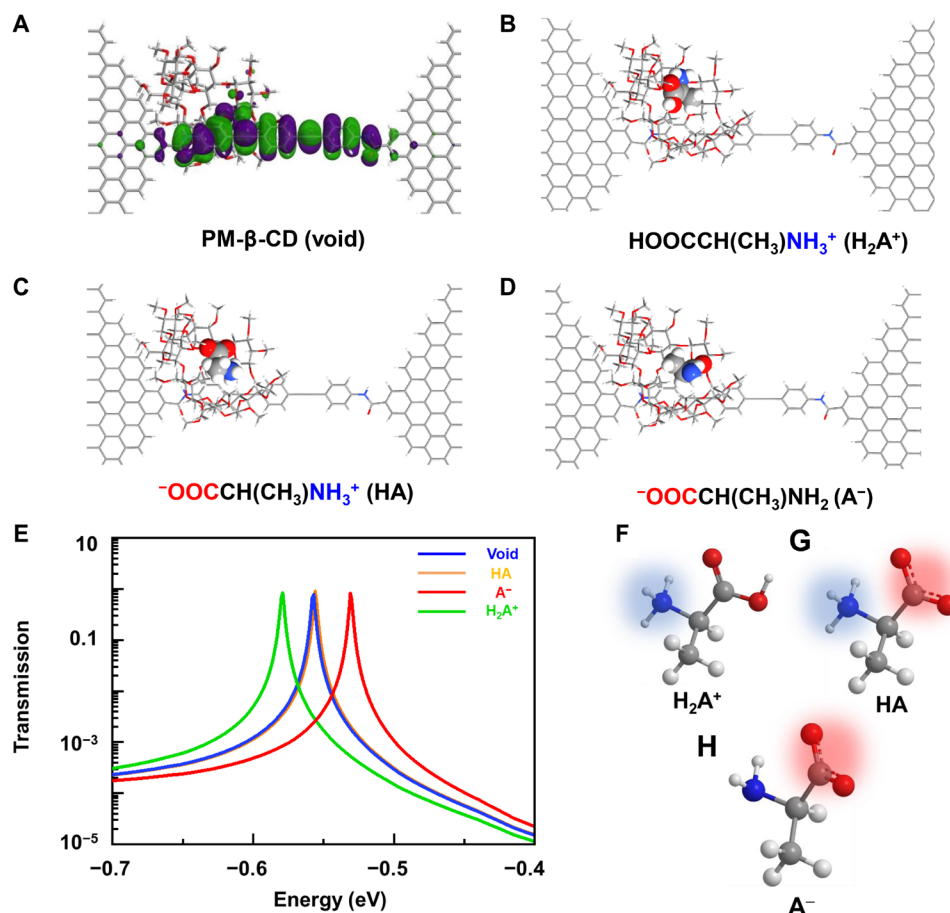 A
PM-β-CD (void)
B
HOOCCH(CH₃)NH₃⁺ (H₂A⁺)
C
⁻OOCCH(CH₃)NH₃⁺ (HA)
D
⁻OOCCH(CH₃)NH₂ (A⁻)
E
Transmission
10
0.1
10⁻³
10⁻⁵
Void
HA
A⁻
H₂A⁺
−0.7
−0.6
−0.5
−0.4
Energy (eV)
F
H₂A⁺
G
HA
H
A⁻